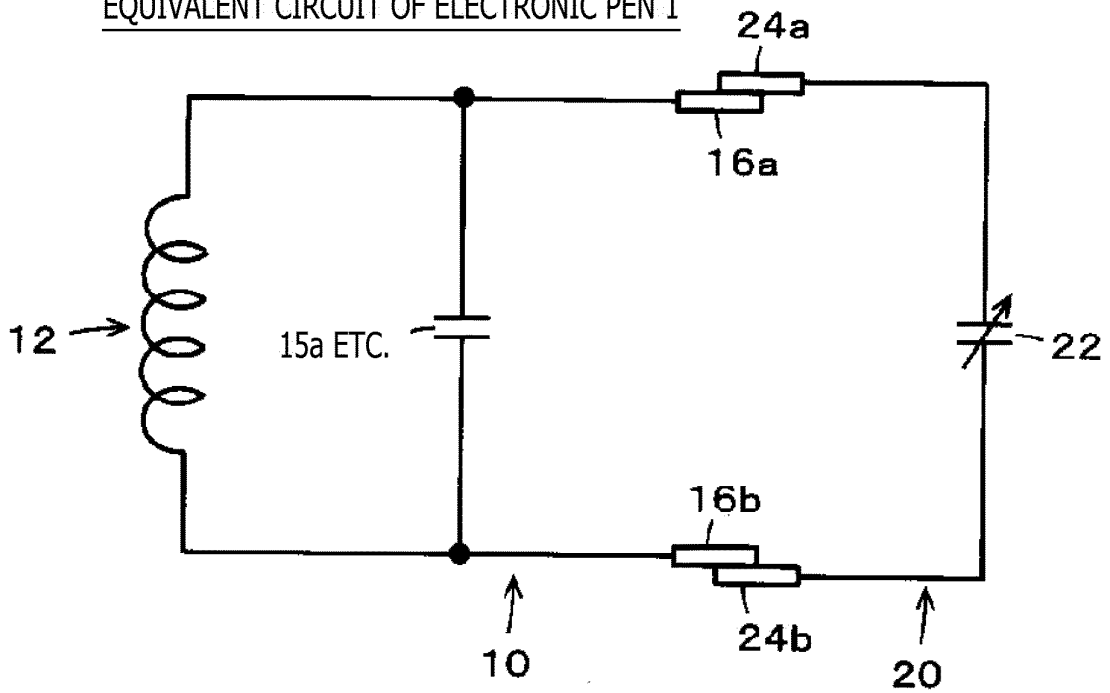 EQUIVALENT CIRCUIT OF ELECTRONIC PEN 1
24a
16a
12
15a ETC.
22
16b
24b
10
20